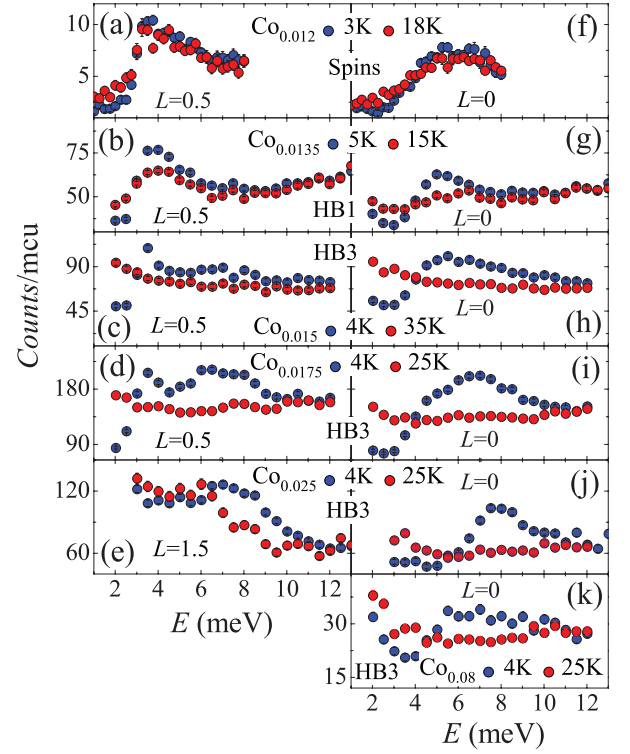 (a) Co0.012 3K 18K (f)
10
5
Spins
L=0.5 L=0
(b) Co0.0135 5K 15K (g)
75
50
L=0.5 HB1 L=0
HB3
90
45
L=0.5 L=0
(c) Co0.015 4K 35K (h)
(d) Co0.0175 4K 25K (i)
180
90
L=0.5 HB3 L=0
Co0.025 4K 25K L=0 (j)
120
HB3
60
(e) L=1.5
2 4 6 8 10 12
E (meV)
L=0 (k)
30
15
HB3 Co0.08 4K 25K
2 4 6 8 10 12
E (meV)
Counts/mcu